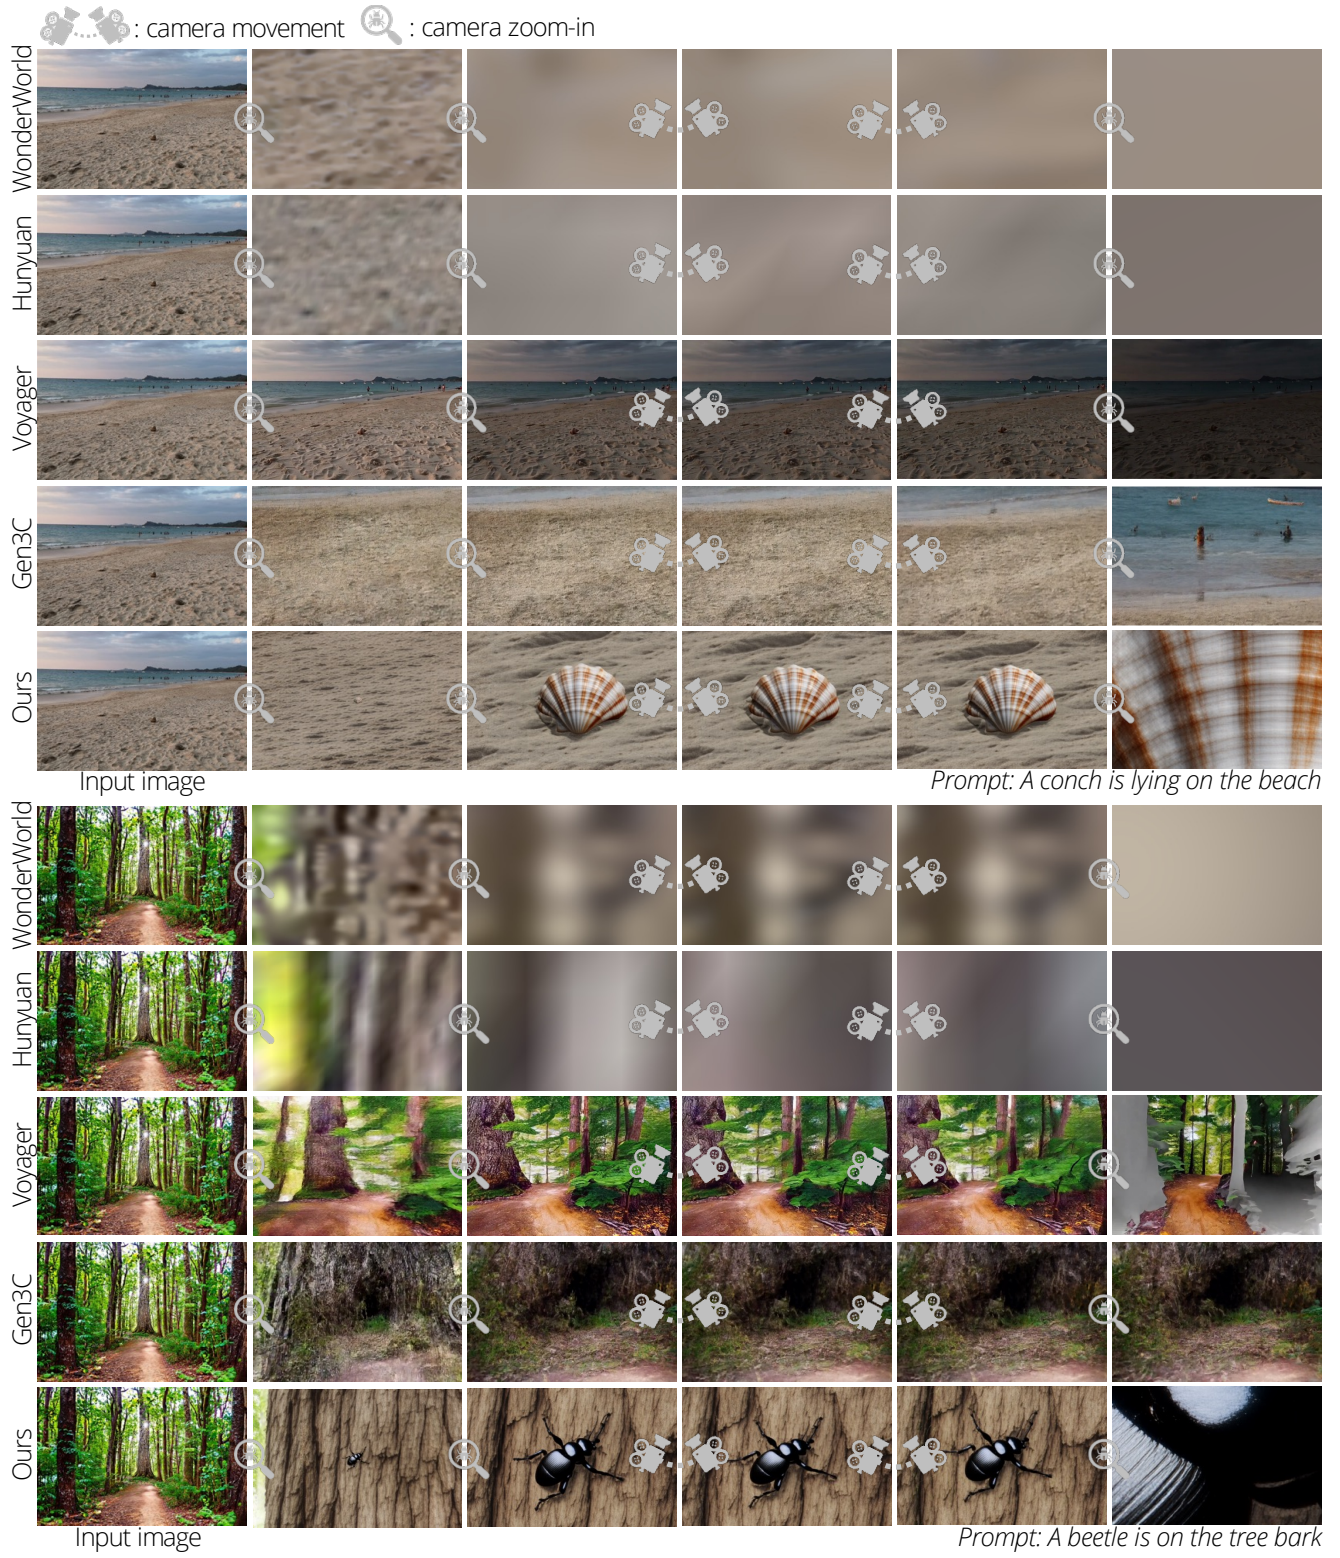 : camera movement : camera zoom-in
WonderWorld
Hunyuan
Voyager
Gen3C
Ours
Input image
Prompt: A conch is lying on the beach
WonderWorld
Hunyuan
Voyager
Gen3C
Ours
Input image
Prompt: A beetle is on the tree bark